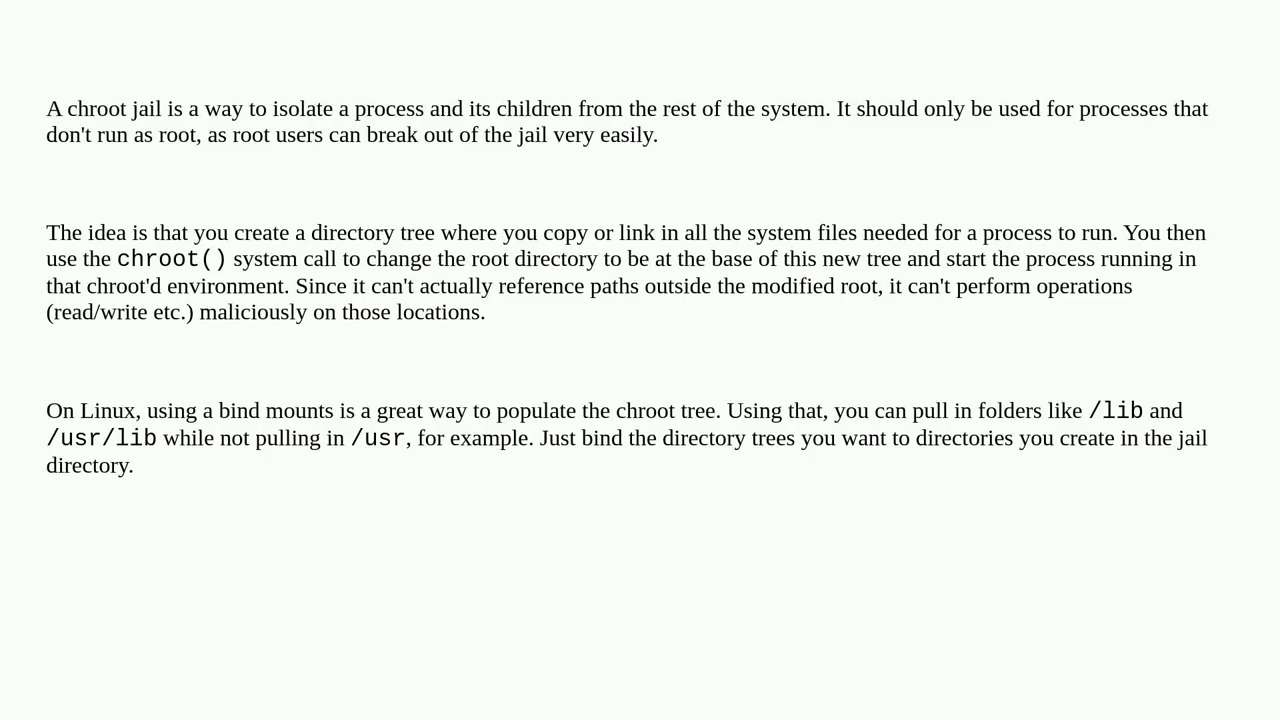 A chroot jail is a way to isolate a process and its children from the rest of the system. It should only be used for processes that
don't run as root, as root users can break out of the jail very easily.
The idea is that you create a directory tree where you copy or link in all the system files needed for a process to run. You then
use the chroot() system call to change the root directory to be at the base of this new tree and start the process running in
that chroot'd environment. Since it can't actually reference paths outside the modified root, it can't perform operations
(read/write etc.) maliciously on those locations.
On Linux, using a bind mounts is a great way to populate the chroot tree. Using that, you can pull in folders like /lib and
/usr/lib while not pulling in /usr, for example. Just bind the directory trees you want to directories you create in the jail
directory.